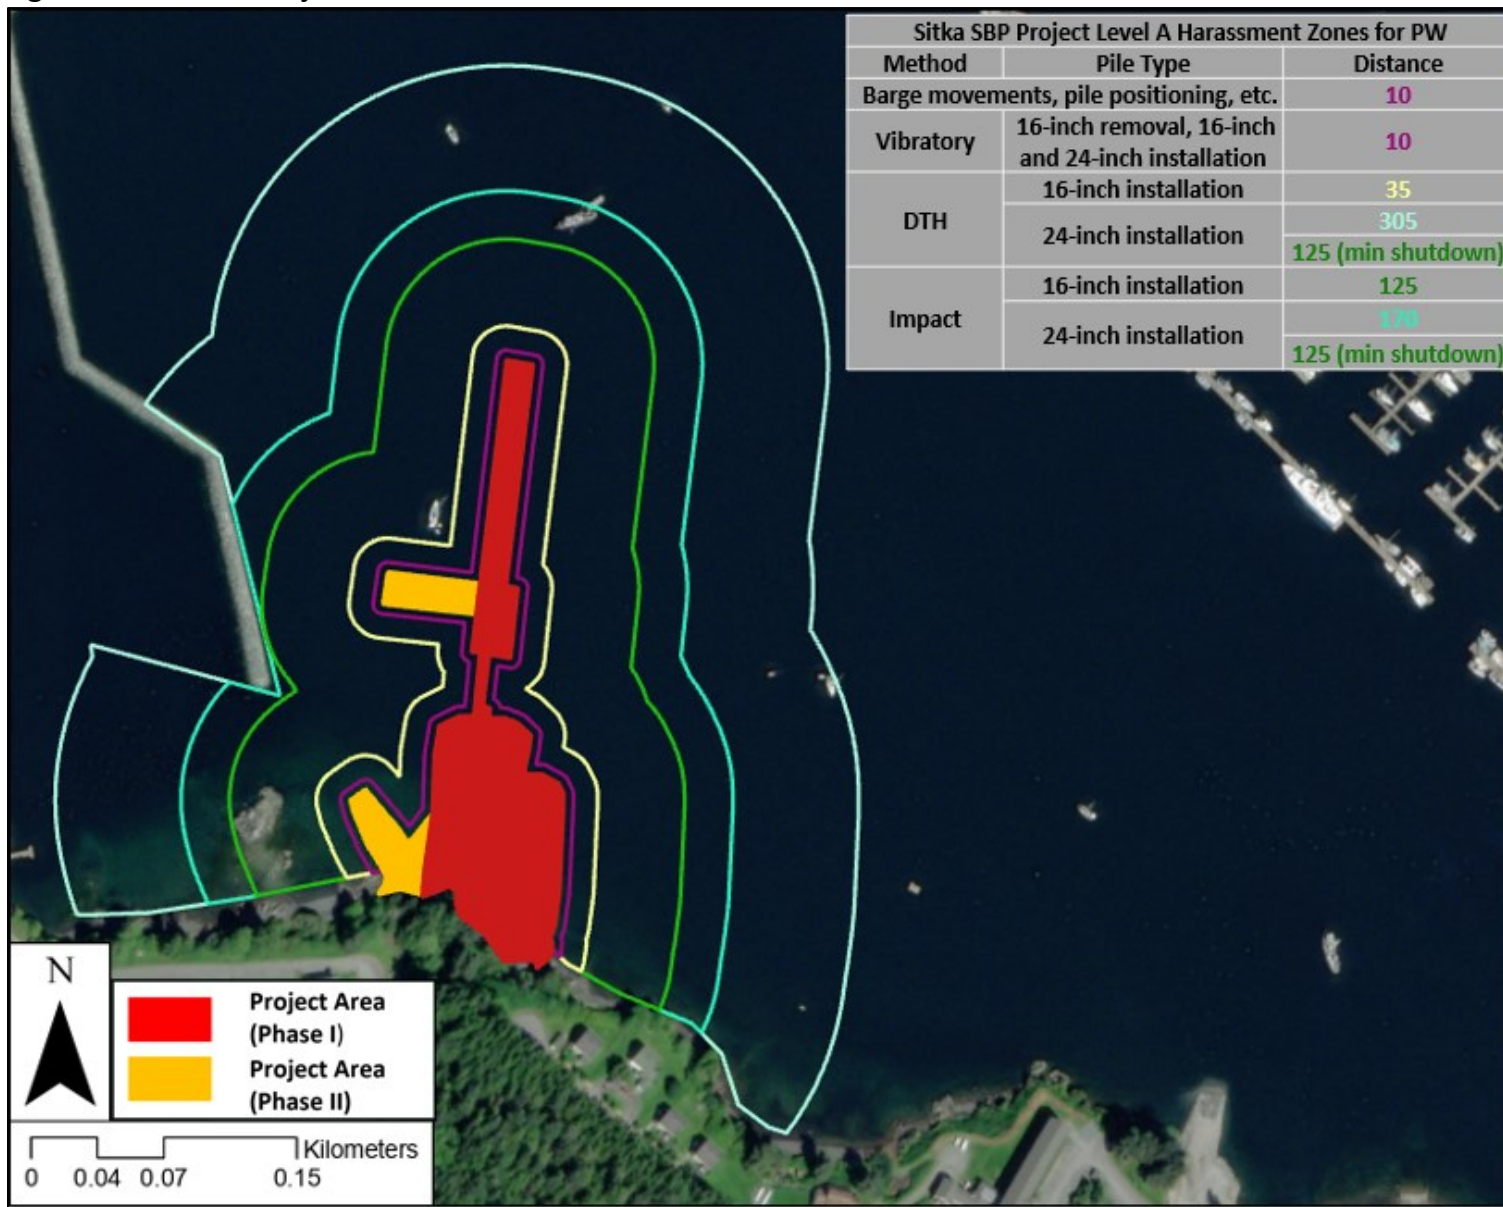 Sitka SBP Project Level A Harassment Zones for PW
Method Pile Type Distance
Barge movements, pile positioning, etc. 10
Vibratory 16-inch removal, 16-inch and 24-inch installation 10
DTH 16-inch installation 35
24-inch installation 305
125 (min shutdown)
Impact 16-inch installation 125
24-inch installation 170
125 (min shutdown)
N
Project Area
(Phase I)
Project Area
(Phase II)
Kilometers
0 0.04 0.07 0.15